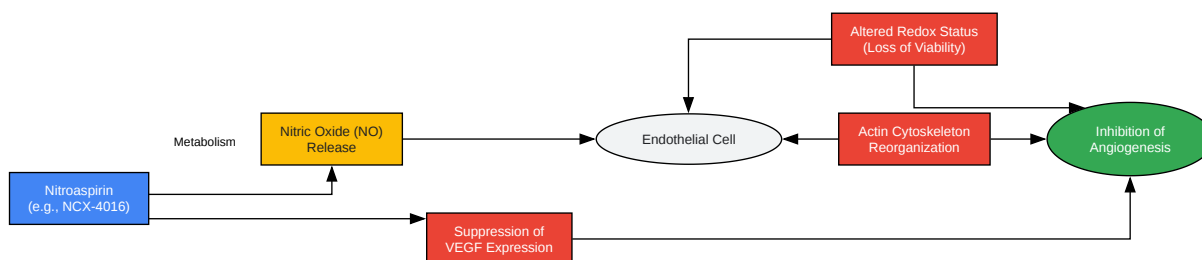 Altered Redox Status
(Loss of Viability)
Metabolism
Nitric Oxide (NO)
Release
Endothelial Cell
Actin Cytoskeleton
Reorganization
Inhibition of
Angiogenesis
Nitroaspirin
(e.g., NCX-4016)
Suppression of
VEGF Expression